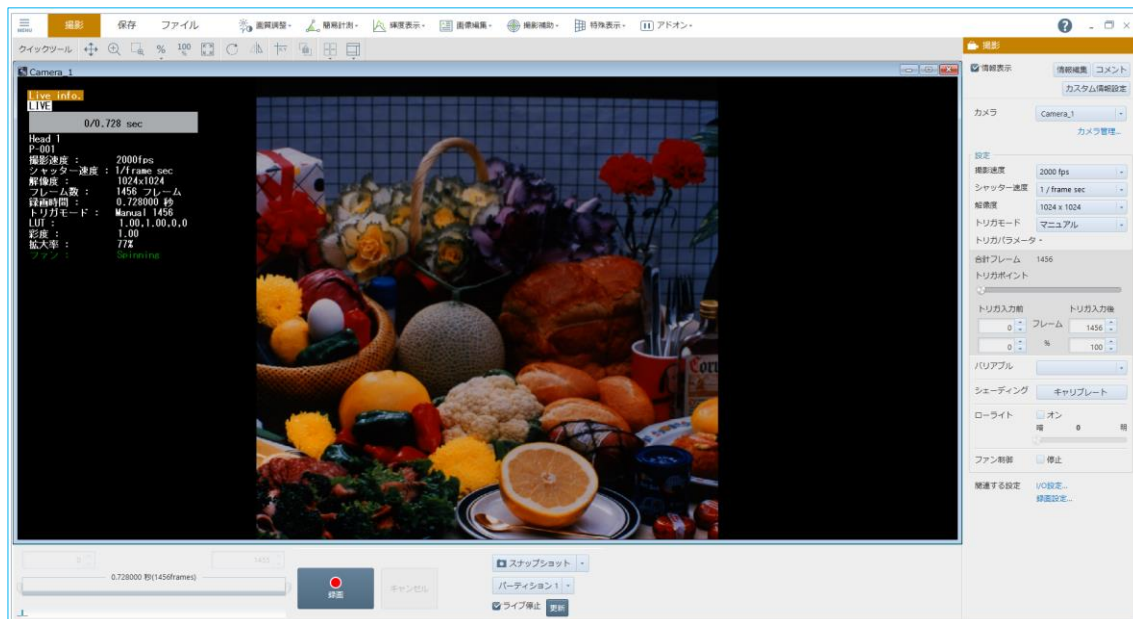 MENU
撮影 保存 ファイル 画質調整 簡易計測 輝度表示 画像編集 撮影補助 特殊表示 アドオン ?
クイックツール % 100%
撮影
Camera_1
Live info.
LIVE
0/0.728 sec
Head 1
P-001
撮影速度 : 2000fps
シャッター速度 : 1/frame sec
解像度 : 1024x1024
フレーム数 : 1456 フレーム
録画時間 : 0.728000 秒
トリガモード : Manual 1456
LUT : 1.00,1.00,0,0
彩度 : 1.00
拡大率 : 77%
ファン : Spinning
情報表示 情報編集 コメント
カスタム情報設定
カメラ Camera_1
カメラ管理...
設定
撮影速度 2000 fps
シャッター速度 1 / frame sec
解像度 1024 x 1024
トリガモード マニュアル
トリガパラメータ -
合計フレーム 1456
トリガポイント
トリガ入力前 トリガ入力後
0 フレーム 1456
0 % 100
バリアブル
シェーディング キャリブレート
ローライト オン
暗 0 明
ファン制御 停止
関連する設定 I/O設定...
録画設定...
0 1455
0.728000 秒(1456frames)
録画
キャンセル
スナップショット
パーティション 1
ライブ停止 更新